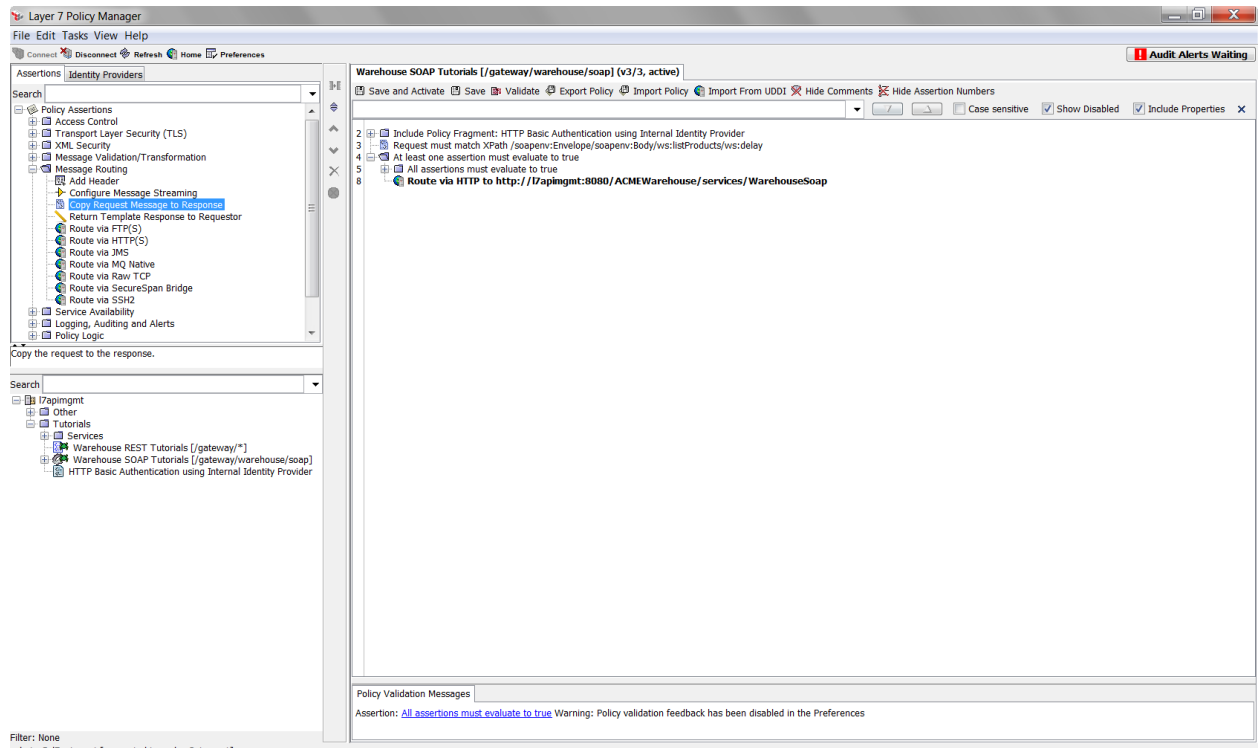 Layer 7 Policy Manager
File Edit Tasks View Help
Connect Disconnect Refresh Home Preferences
Audit Alerts Waiting
Assertions Identity Providers
Search
Policy Assertions
Access Control
Transport Layer Security (TLS)
XML Security
Message Validation/Transformation
Message Routing
Add Header
Configure Message Streaming
Copy Request Message to Response
Return Template Response to Requestor
Route via FTP(S)
Route via HTTP(S)
Route via JMS
Route via MQ Native
Route via Raw TCP
Route via SecureSpan Bridge
Route via SSH2
Service Availability
Logging, Auditing and Alerts
Policy Logic
Copy the request to the response.
Search
l7apimgmt
Other
Tutorials
Services
Warehouse REST Tutorials [/gateway/*]
Warehouse SOAP Tutorials [/gateway/warehouse/soap]
HTTP Basic Authentication using Internal Identity Provider
Filter: None
Warehouse SOAP Tutorials [/gateway/warehouse/soap] (v3/3, active)
Save and Activate Save Validate Export Policy Import Policy Import From UDDI Hide Comments Hide Assertion Numbers
Case sensitive Show Disabled Include Properties
2 Include Policy Fragment: HTTP Basic Authentication using Internal Identity Provider
3 Request must match XPath /soapenv:Envelope/soapenv:Body/ws:listProducts/ws:delay
4 At least one assertion must evaluate to true
5 All assertions must evaluate to true
8 Route via HTTP to http://l7apimgmt:8080/ACMEWarehouse/services/WarehouseSoap
Policy Validation Messages
Assertion: All assertions must evaluate to true Warning: Policy validation feedback has been disabled in the Preferences